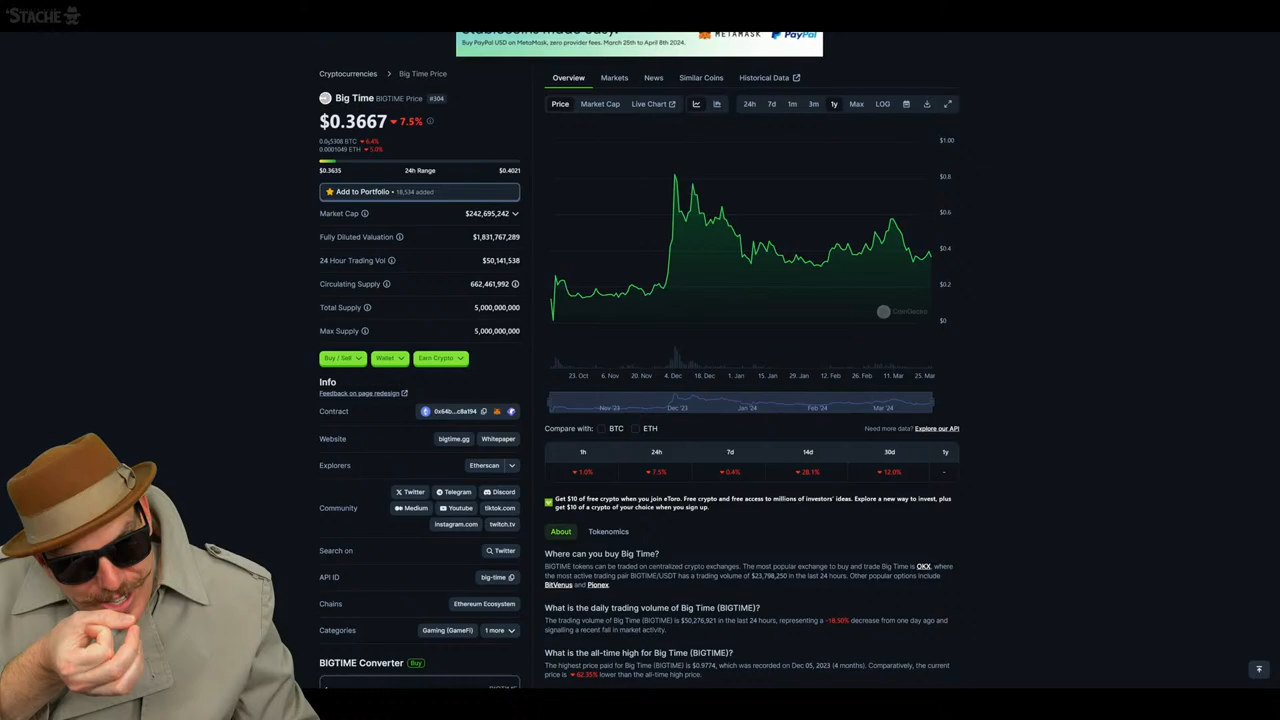 STACHE
Stablecoins made easy.
METAMASK
PayPal
Buy PayPal USD on MetaMask, zero provider fees. March 25th to April 8th 2024.
Cryptocurrencies > Big Time Price
Big Time BIGTIME Price #304
$0.3667 ▼ 7.5%
BTC ▼ 6.4%
0.0001049 ETH ▼ 5.0%
$0.3635 24h Range $0.4021
Add to Portfolio • 18,534 added
Market Cap $242,695,242
Fully Diluted Valuation $1,831,767,289
24 Hour Trading Vol $50,141,538
Circulating Supply 662,461,992
Total Supply 5,000,000,000
Max Supply 5,000,000,000
Buy / Sell Wallet Earn Crypto
Info
Feedback on page redesign
Contract 0x64b...c8a194
Website bigtime.gg Whitepaper
Explorers Etherscan
Community
Twitter Telegram Discord
Medium Youtube tiktok.com
instagram.com twitch.tv
Search on Twitter
API ID big-time
Chains Ethereum Ecosystem
Categories Gaming (GameFi) 1 more
BIGTIME Converter Buy
Overview Markets News Similar Coins Historical Data
Price Market Cap Live Chart 24h 7d 1m 3m 1y Max LOG
$1.00
$0.8
$0.6
$0.4
$0.2
$0
CoinGecko
23. Oct 6. Nov 20. Nov 4. Dec 18. Dec 1. Jan 15. Jan 29. Jan 12. Feb 26. Feb 11. Mar 25. Mar
Nov '23 Dec '23 Jan '24 Feb '24 Mar '24
Compare with: BTC ETH Need more data? Explore our API
1h 24h 7d 14d 30d 1y
▼ 1.0% ▼ 7.5% ▼ 0.4% ▼ 28.1% ▼ 12.0% -
Get $10 of free crypto when you join eToro. Free crypto and free access to millions of investors' ideas. Explore a new way to invest, plus
get $10 of a crypto of your choice when you sign up.
About Tokenomics
Where can you buy Big Time?
BIGTIME tokens can be traded on centralized crypto exchanges. The most popular exchange to buy and trade Big Time is OKX, where
the most active trading pair BIGTIME/USDT has a trading volume of $23,798,250 in the last 24 hours. Other popular options include
BitVenus and Pionex.
What is the daily trading volume of Big Time (BIGTIME)?
The trading volume of Big Time (BIGTIME) is $50,276,921 in the last 24 hours, representing a -18.50% decrease from one day ago and
signalling a recent fall in market activity.
What is the all-time high for Big Time (BIGTIME)?
The highest price paid for Big Time (BIGTIME) is $0.9774, which was recorded on Dec 05, 2023 (4 months). Comparatively, the current
price is ▼ 62.35% lower than the all-time high price.